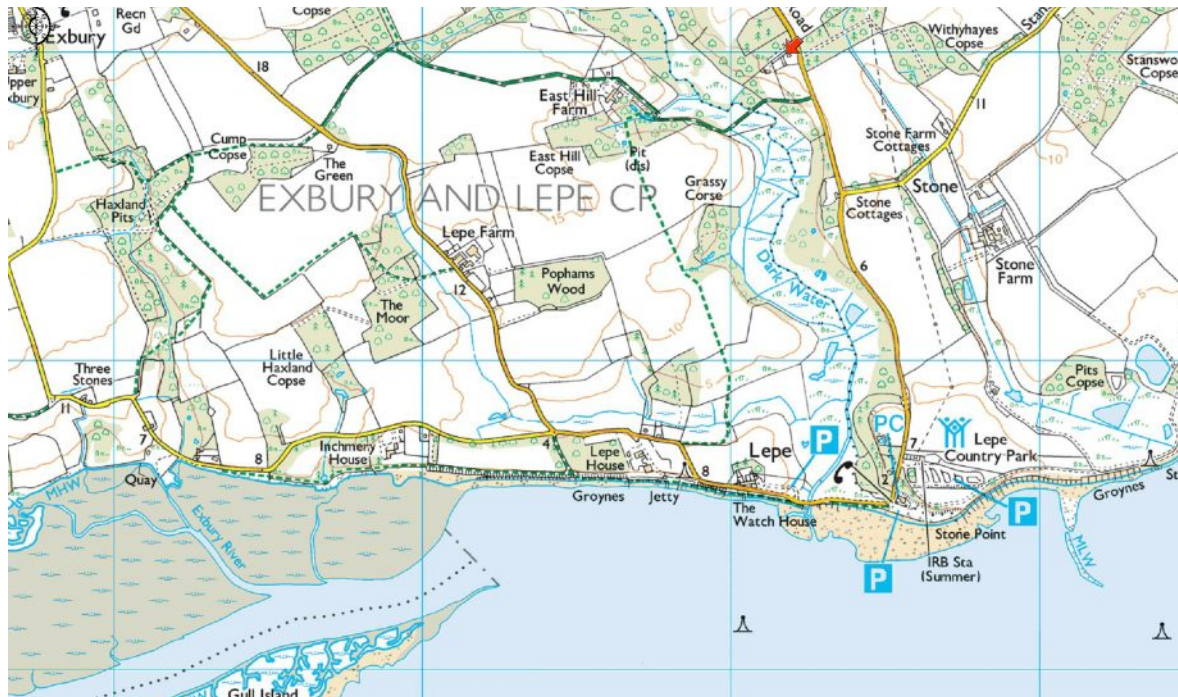 Copse
Recn
Gd
Exbury
Upper
18
Road
Withyhayes
Copse
11
East Hill
Farm
Cump
Copse
The
Green
East Hill
Copse
Pit
(dis)
Stone Farm
Cottages
Stone
Stone
Cottages
Grassy
Corse
Haxland
Pits
EXBURY AND LEPE CP
15
10
Lepe Farm
12
Pophams
Wood
The
Moor
Dark Water
6
Stone
Farm
5
10
5
Three
Stones
11
Little
Haxland
Copse
Pits
Copse
7
8
Inchmery
House
4
Lepe
House
8
Lepe
P
PC
7
2
Lepe
Country Park
Quay
MHW
Exbury River
Groynes
Jetty
The
Watch House
Stone Point
P
Groynes
IRB Sta
(Summer)
P
MLW
Gull Island